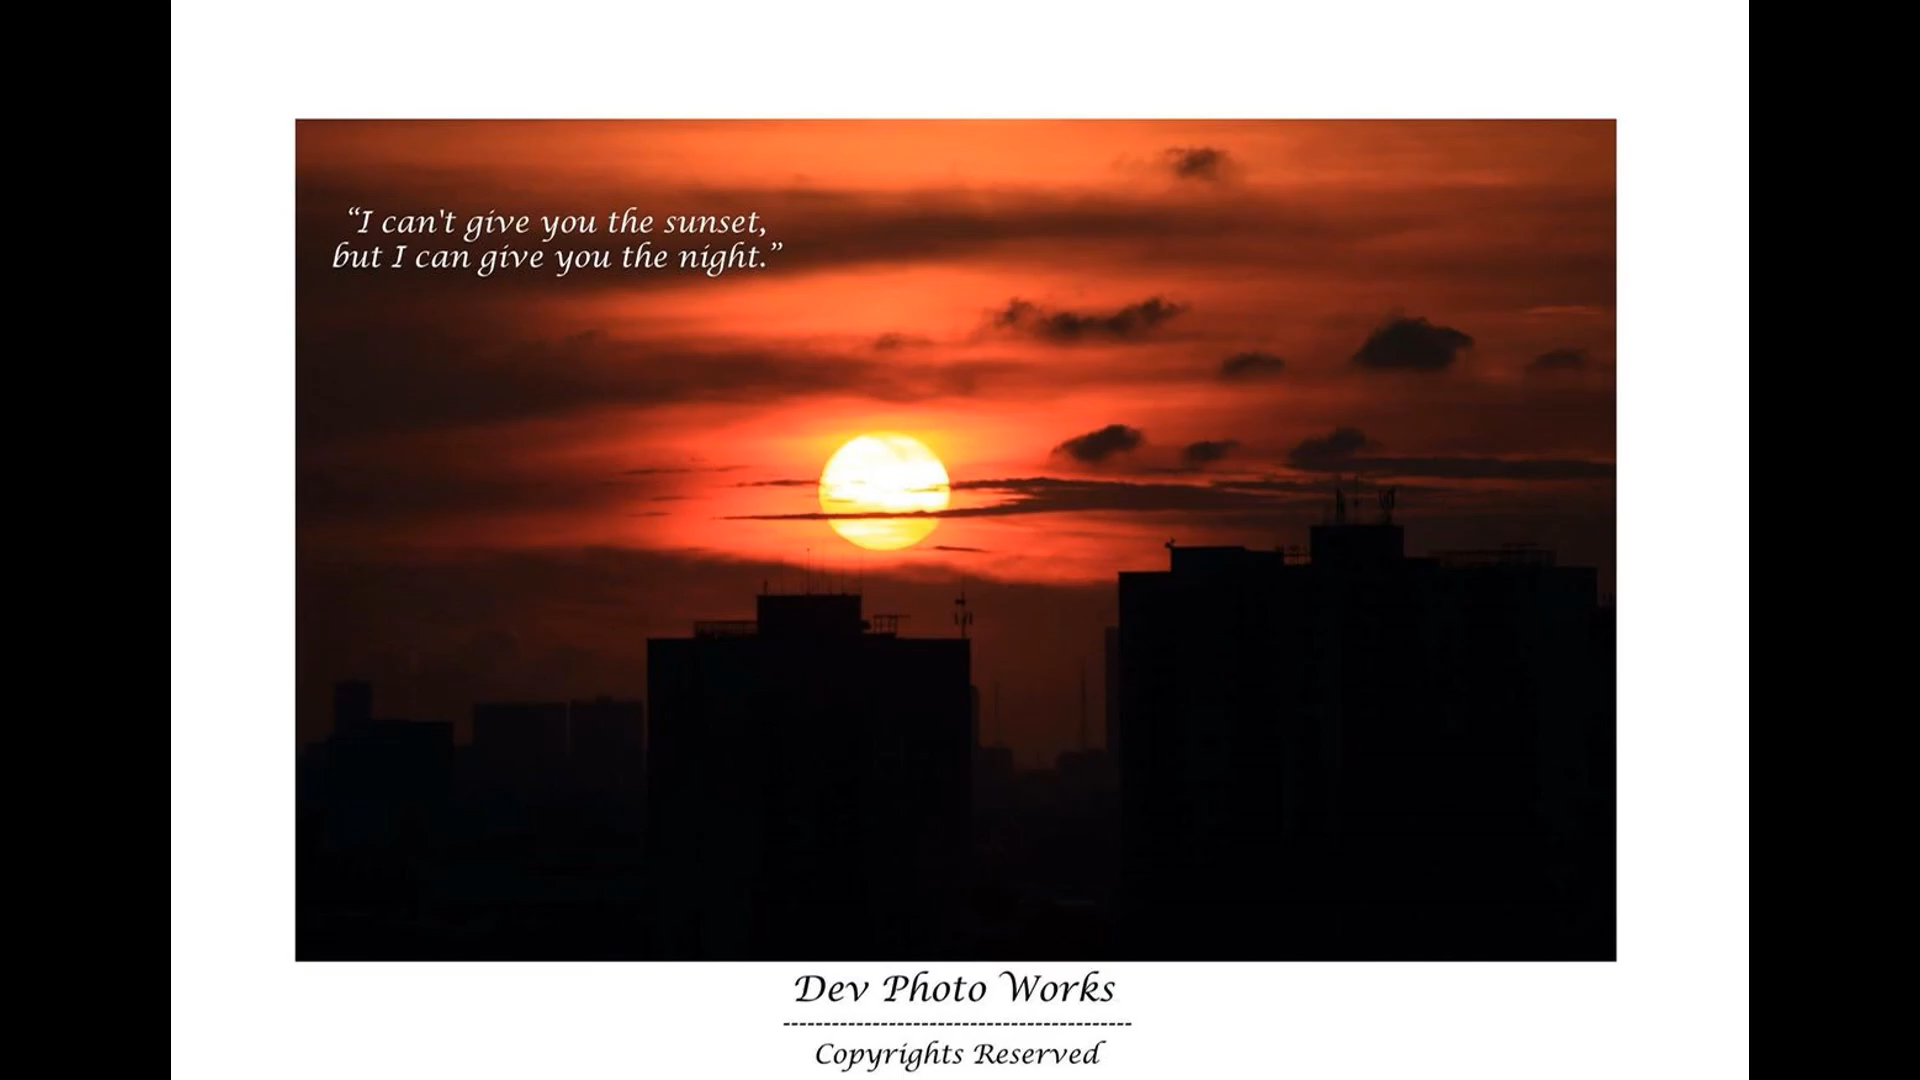 “I can't give you the sunset,
but I can give you the night.”
Dev Photo Works
------------------------------------------
Copyrights Reserved